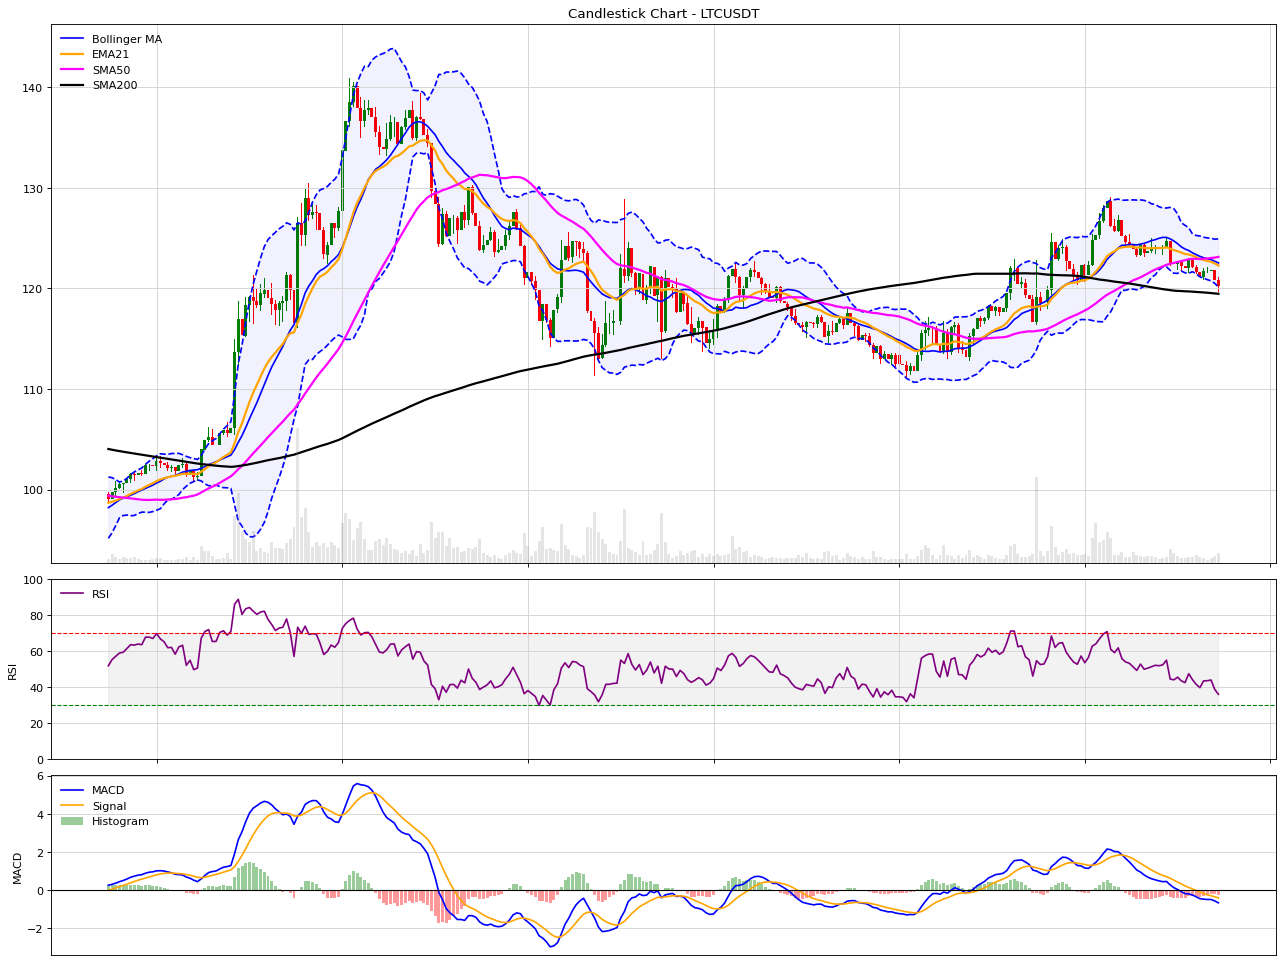 Candlestick Chart - LTCUSDT
Bollinger MA
EMA21
SMA50
SMA200
140
130
120
110
100
RSI
100
80
60
40
20
0
RSI
MACD
Signal
Histogram
6
4
2
0
−2
MACD